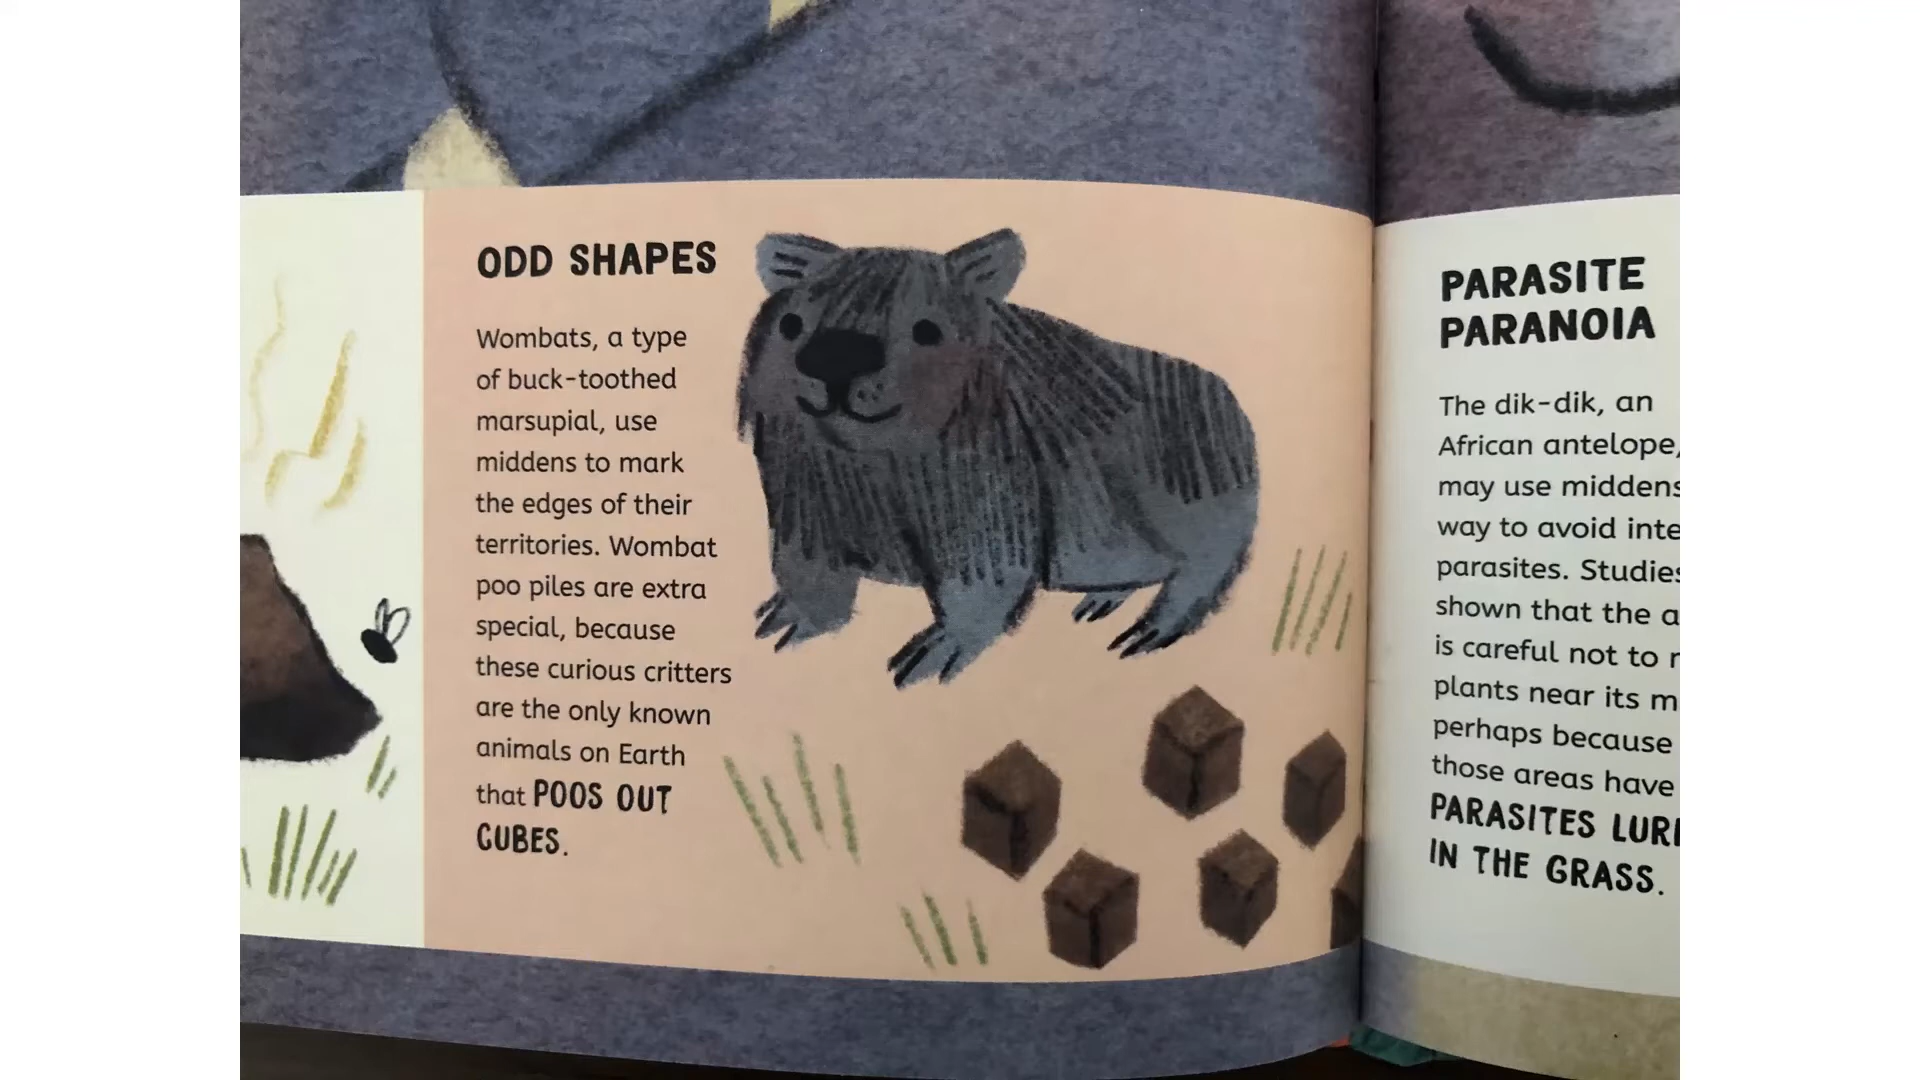 ODD SHAPES
Wombats, a type
of buck-toothed
marsupial, use
middens to mark
the edges of their
territories. Wombat
poo piles are extra
special, because
these curious critters
are the only known
animals on Earth
that POOS OUT
CUBES.
PARASITE
PARANOIA
The dik-dik, an
African antelope,
may use middens
way to avoid
parasites. Studies
shown that the
is careful not to
plants near its
perhaps because
those areas have
PARASITES
IN THE GRASS.